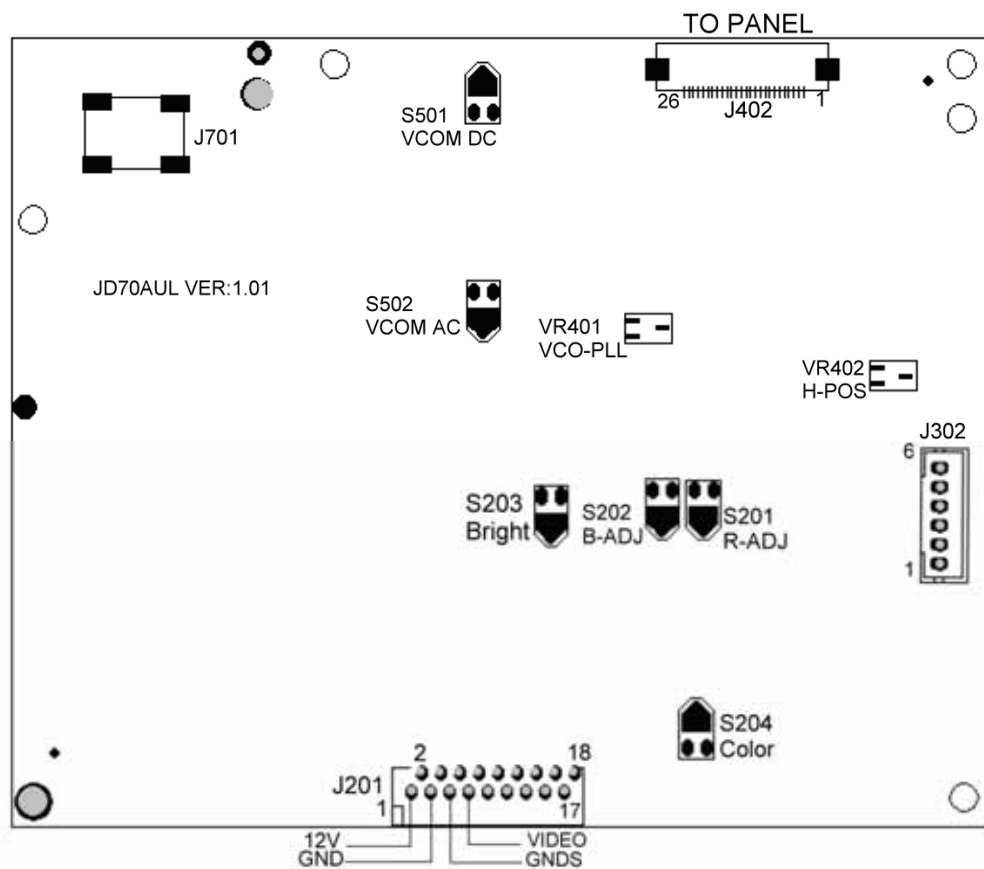 TO PANEL
26
J402
1
S501
VCOM DC
J701
JD70AUL VER:1.01
S502
VCOM AC
VR401
VCO-PLL
VR402
H-POS
J302
6
1
S203
Bright
S202
B-ADJ
S201
R-ADJ
S204
Color
2
18
J201
1
17
12V
GND
VIDEO
GNDS